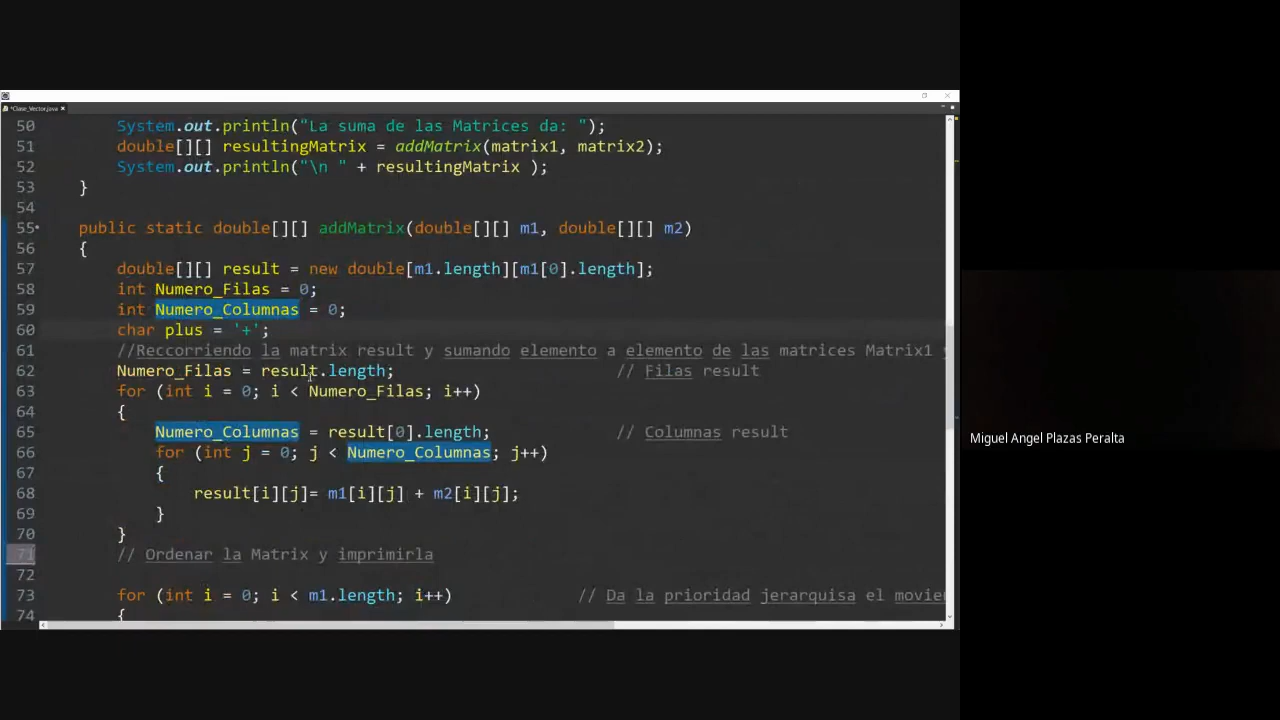 *Clase_Vector.java
50 System.out.println("La suma de las Matrices da: ");
51 double[][] resultingMatrix = addMatrix(matrix1, matrix2);
52 System.out.println("\n " + resultingMatrix );
53 }
54
55 public static double[][] addMatrix(double[][] m1, double[][] m2)
56 {
57 double[][] result = new double[m1.length][m1[0].length];
58 int Numero_Filas = 0;
59 int Numero_Columnas = 0;
60 char plus = '+';
61 //Reccorriendo la matrix result y sumando elemento a elemento de las matrices Matrix1 y
62 Numero_Filas = result.length; // Filas result
63 for (int i = 0; i < Numero_Filas; i++)
64 {
65 Numero_Columnas = result[0].length; // Columnas result
66 for (int j = 0; j < Numero_Columnas; j++)
67 {
68 result[i][j]= m1[i][j] + m2[i][j];
69 }
70 }
71 // Ordenar la Matrix y imprimirla
72
73 for (int i = 0; i < m1.length; i++) // Da la prioridad jerarquisa el movie
74 {
Miguel Angel Plazas Peralta